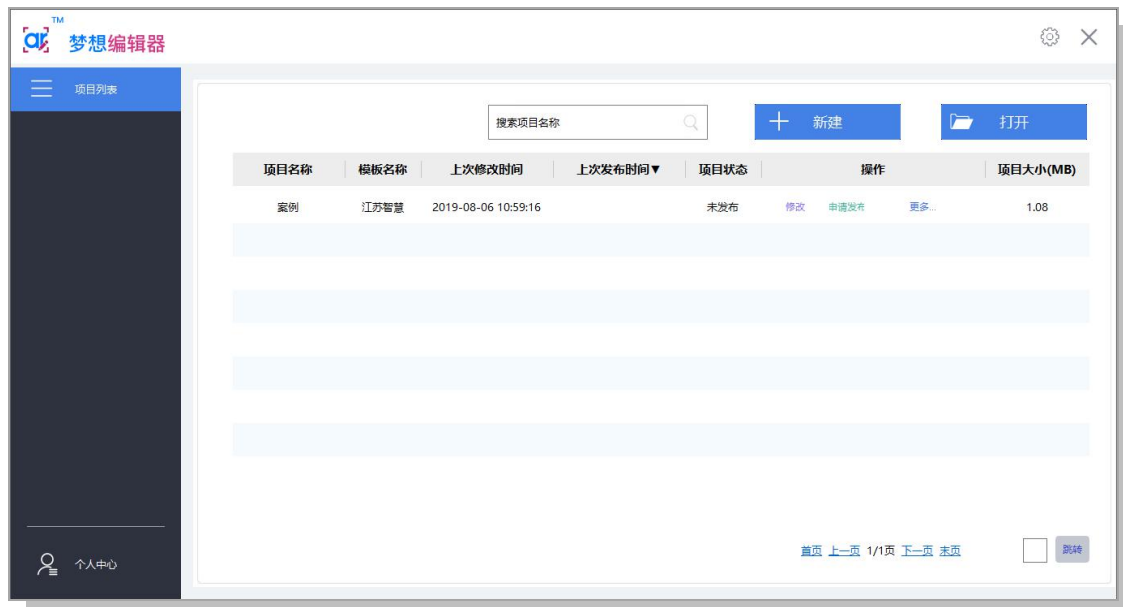 ar TM
梦想编辑器
项目列表
搜索项目名称
新建
打开
项目名称 模板名称 上次修改时间 上次发布时间▼ 项目状态 操作 项目大小(MB)
案例 江苏智慧 2019-08-06 10:59:16 未发布 修改 申请发布 更多... 1.08
首页 上一页 1/1页 下一页 末页 跳转
个人中心